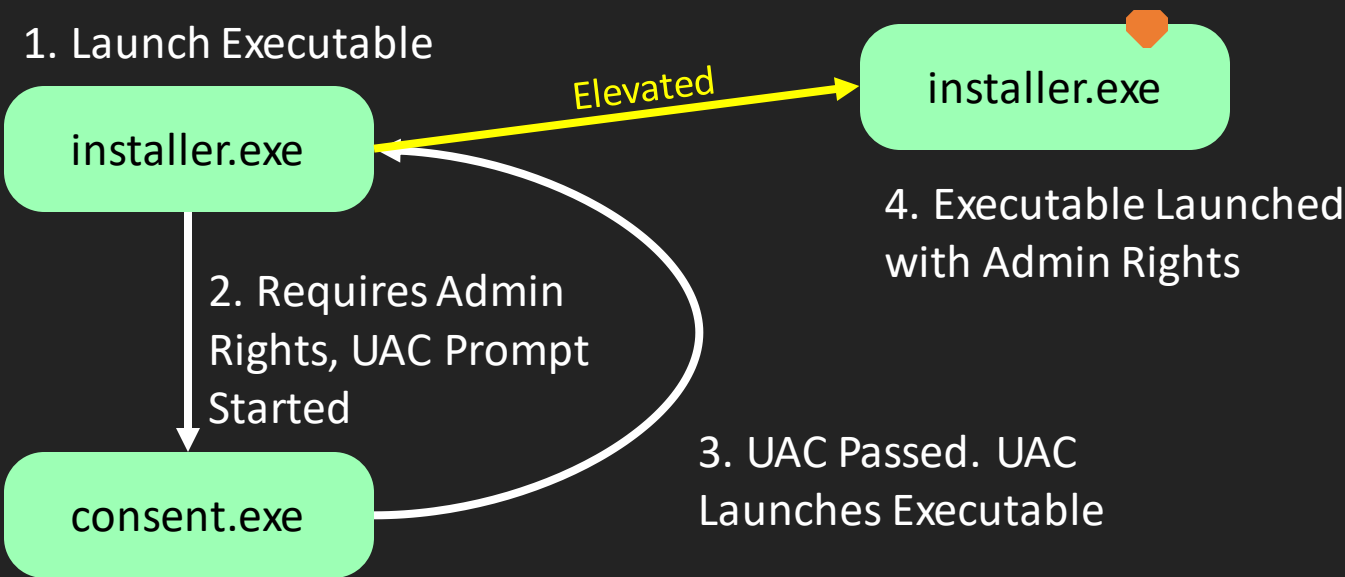 1. Launch Executable
installer.exe
Elevated
installer.exe
4. Executable Launched
with Admin Rights
2. Requires Admin
Rights, UAC Prompt
Started
3. UAC Passed. UAC
Launches Executable
consent.exe